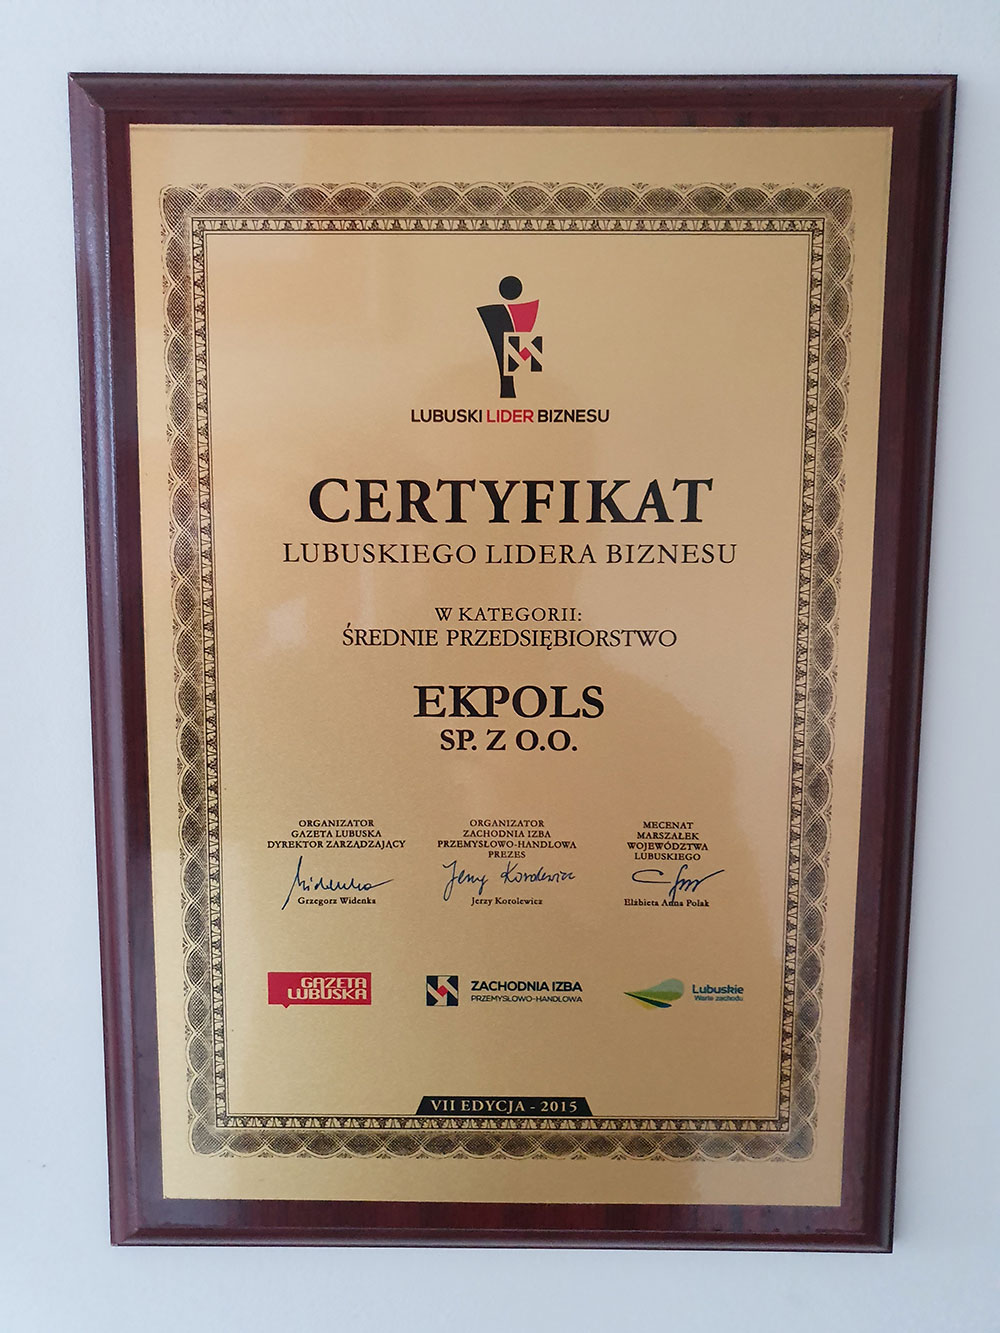 LUBUSKI LIDER BIZNESU
CERTYFIKAT
LUBUSKIEGO LIDERA BIZNESU
W KATEGORII:
ŚREDNIE PRZEDSIĘBIORSTWO
EKPOLS
SP. Z O.O.
ORGANIZATOR
GAZETA LUBUSKA
DYREKTOR ZARZĄDZAJĄCY
Widenka
Grzegorz Widenka
ORGANIZATOR
ZACHODNIA IZBA
PRZEMYSŁOWO-HANDLOWA
PREZES
Jerzy Korolewicz
Jerzy Korolewicz
MECENAT
MARSZAŁEK
WOJEWÓDZTWA
LUBUSKIEGO
Elżbieta Anna Polak
GAZETA
LUBUSKA
ZACHODNIA IZBA
PRZEMYSŁOWO-HANDLOWA
Lubuskie
Warte zachodu
VII EDYCJA - 2015